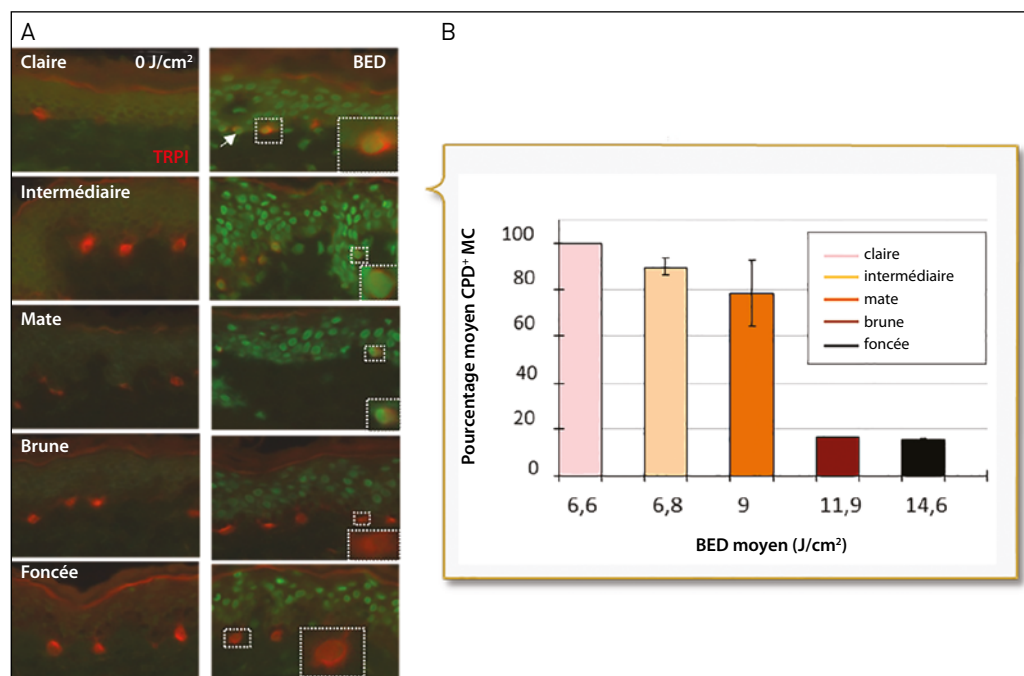 A
Claire 0 J/cm² BED
TRPI
Intermédiaire
Mate
Brune
Foncée
B
Pourcentage moyen CPD⁺ MC
100
80
60
40
20
0
claire
intermédiaire
mate
brune
foncée
6,6 6,8 9 11,9 14,6
BED moyen (J/cm²)